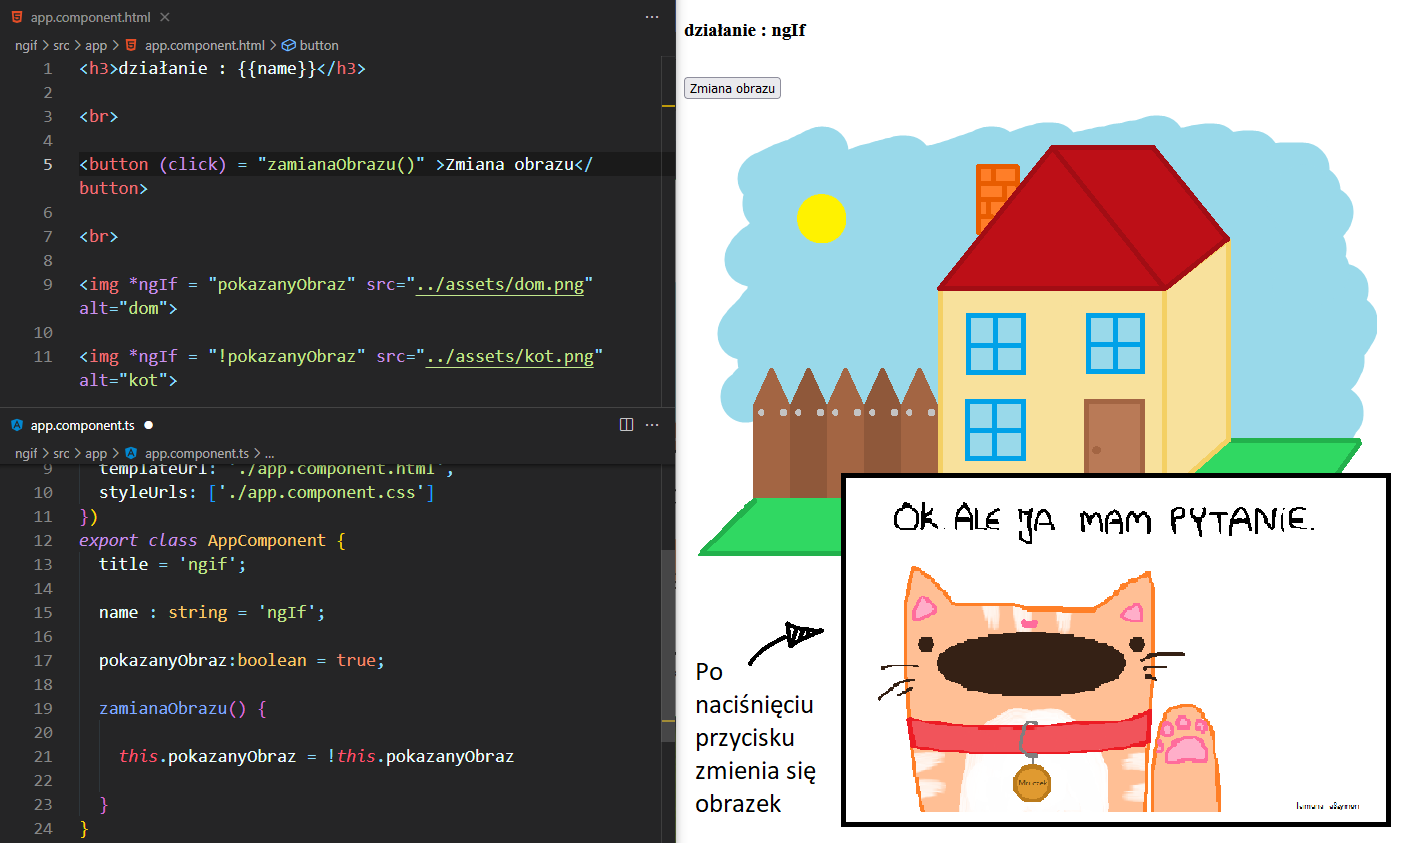 app.component.html
ngif > src > app > app.component.html > button
1 <h3>działanie : {{name}}</h3>
2
3 <br>
4
5 <button (click) = "zamianaObrazu()" >Zmiana obrazu</
button>
6
7 <br>
8
9 <img *ngIf = "pokazanyObraz" src="../assets/dom.png"
alt="dom">
10
11 <img *ngIf = "!pokazanyObraz" src="../assets/kot.png"
alt="kot">
app.component.ts
ngif > src > app > app.component.ts > ...
9 templateUrl: './app.component.html',
10 styleUrls: ['./app.component.css']
11 })
12 export class AppComponent {
13 title = 'ngif';
14
15 name : string = 'ngIf';
16
17 pokazanyObraz:boolean = true;
18
19 zamianaObrazu() {
20
21 this.pokazanyObraz = !this.pokazanyObraz
22
23 }
24 }
działanie : ngIf
Zmiana obrazu
OK. ALE JA MAM PYTANIE.
Po
naciśnięciu
przycisku
zmienia się
obrazek
Mruczek